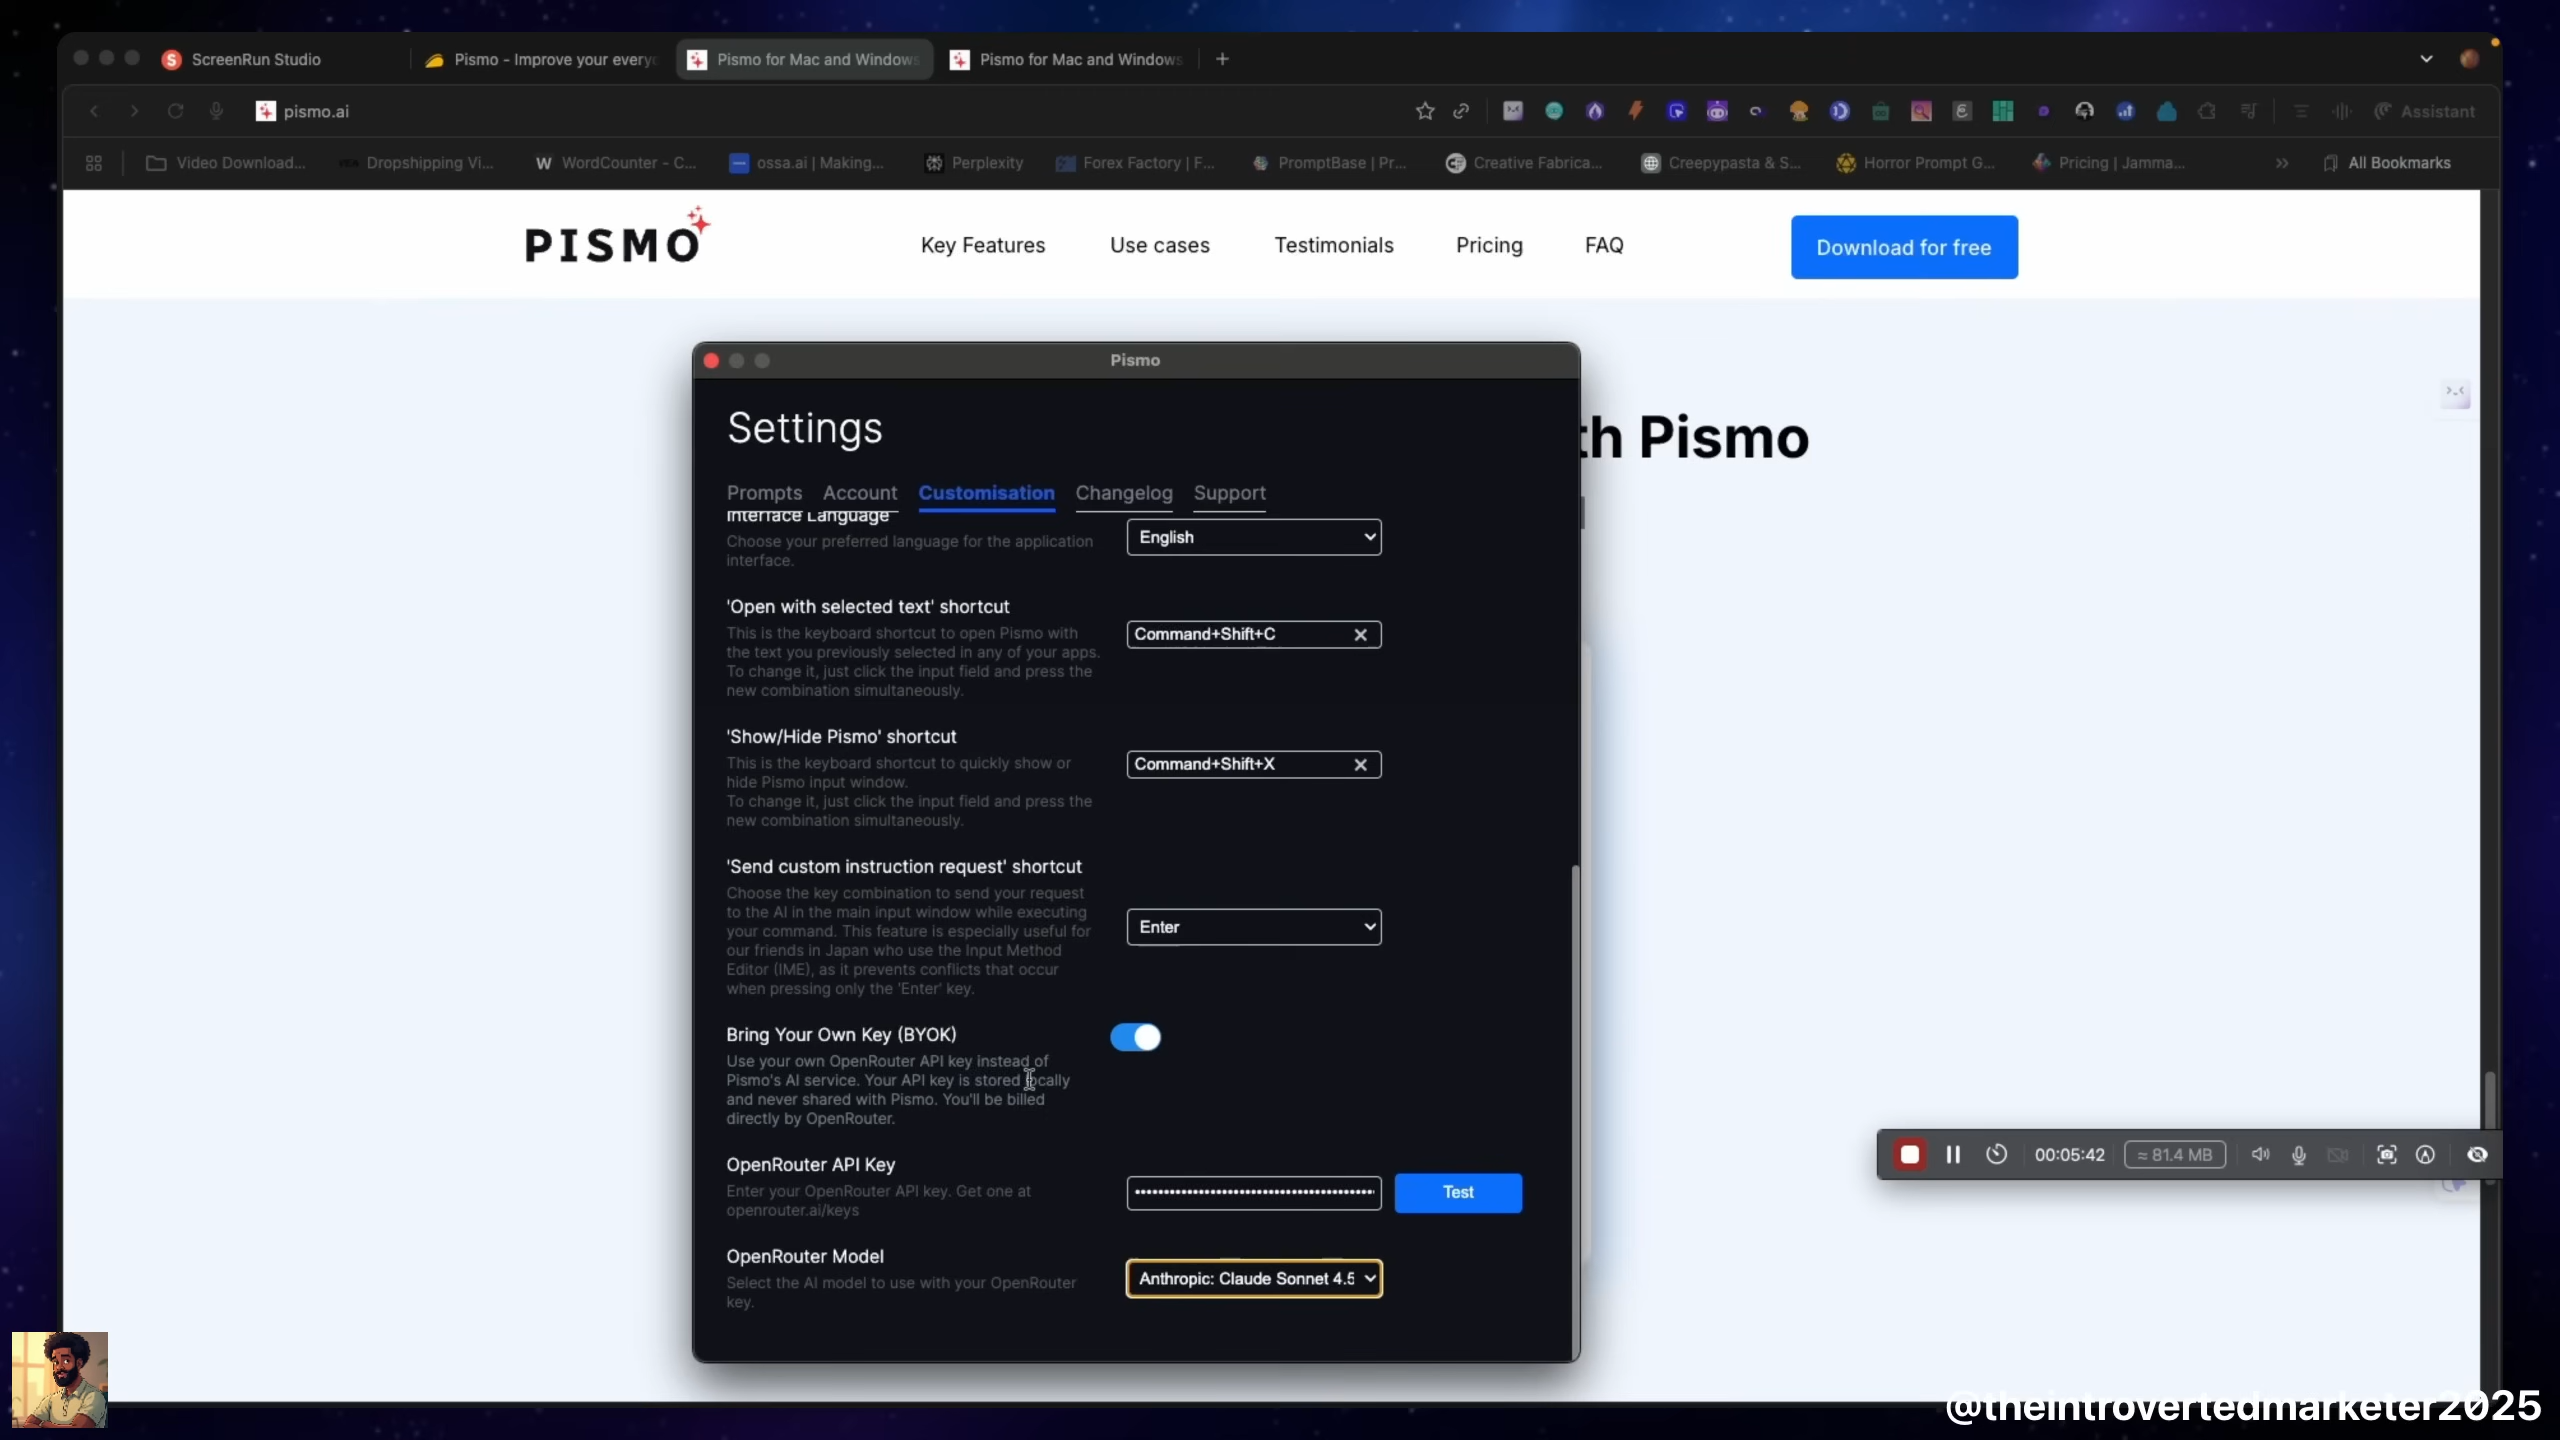 ScreenRun Studio
Pismo - Improve your every
Pismo for Mac and Windows
Pismo for Mac and Windows
pismo.ai
Assistant
Video Download...
Dropshipping Vi...
WordCounter - C...
ossa.ai | Making...
Perplexity
Forex Factory | F...
PromptBase | Pr...
Creative Fabrica...
Creepypasta & S...
Horror Prompt G...
Pricing | Jamma...
All Bookmarks
PISMO
Key Features
Use cases
Testimonials
Pricing
FAQ
Download for free
th Pismo
Pismo
Settings
Prompts
Account
Customisation
Changelog
Support
Interface Language
Choose your preferred language for the application
interface.
English
'Open with selected text' shortcut
This is the keyboard shortcut to open Pismo with
the text you previously selected in any of your apps.
To change it, just click the input field and press the
new combination simultaneously.
Command+Shift+C
'Show/Hide Pismo' shortcut
This is the keyboard shortcut to quickly show or
hide Pismo input window.
To change it, just click the input field and press the
new combination simultaneously.
Command+Shift+X
'Send custom instruction request' shortcut
Choose the key combination to send your request
to the AI in the main input window while executing
your command. This feature is especially useful for
our friends in Japan who use the Input Method
Editor (IME), as it prevents conflicts that occur
when pressing only the 'Enter' key.
Enter
Bring Your Own Key (BYOK)
Use your own OpenRouter API key instead of
Pismo's AI service. Your API key is stored locally
and never shared with Pismo. You'll be billed
directly by OpenRouter.
OpenRouter API Key
Enter your OpenRouter API key. Get one at
openrouter.ai/keys
Test
OpenRouter Model
Select the AI model to use with your OpenRouter
key.
Anthropic: Claude Sonnet 4.5
00:05:42
≈ 81.4 MB
@theintrovertedmarketer2025